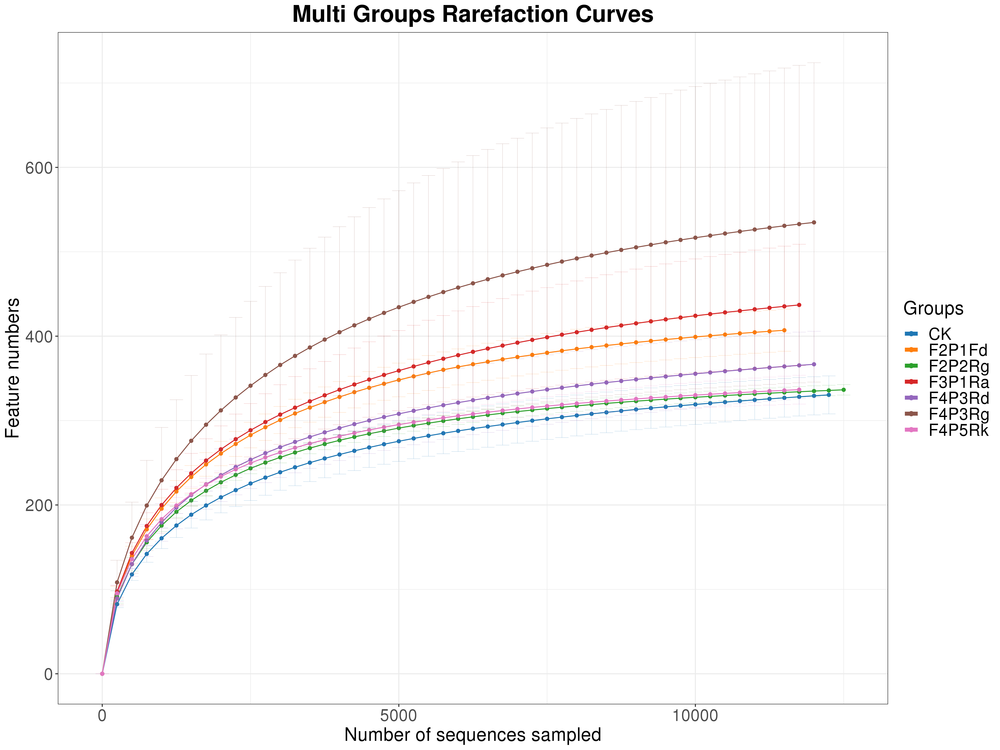 Multi Groups Rarefaction Curves
Feature numbers
600
400
200
0
0 5000 10000
Number of sequences sampled
Groups
CK
F2P1Fd
F2P2Rg
F3P1Ra
F4P3Rd
F4P3Rg
F4P5Rk